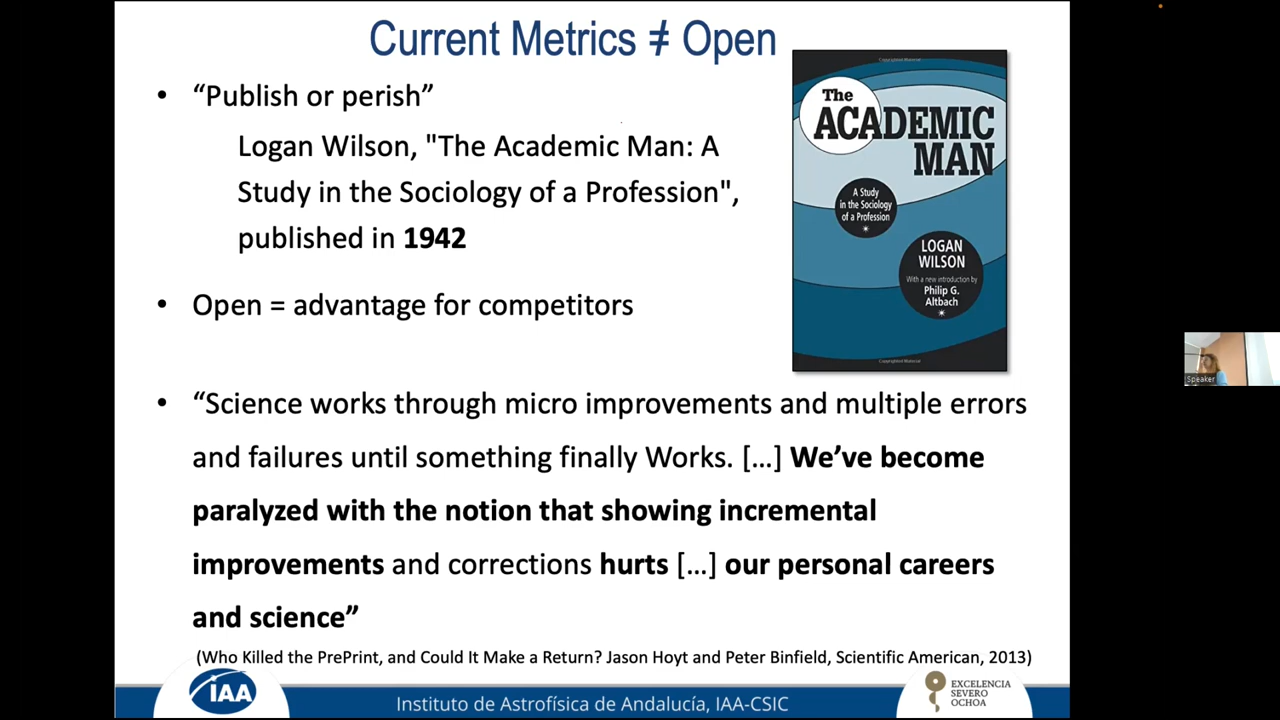 Current Metrics ≠ Open
• “Publish or perish”
Logan Wilson, "The Academic Man: A
Study in the Sociology of a Profession",
published in 1942
• Open = advantage for competitors
• “Science works through micro improvements and multiple errors
and failures until something finally Works. […] We’ve become
paralyzed with the notion that showing incremental
improvements and corrections hurts […] our personal careers
and science”
(Who Killed the PrePrint, and Could It Make a Return? Jason Hoyt and Peter Binfield, Scientific American, 2013)
Copyrighted Material
The
ACADEMIC
MAN
A Study
in the Sociology
of a Profession
LOGAN
WILSON
With a new introduction by
Philip G.
Altbach
Copyrighted Material
Speaker
IAA
Instituto de Astrofísica de Andalucía, IAA-CSIC
EXCELENCIA
SEVERO
OCHOA